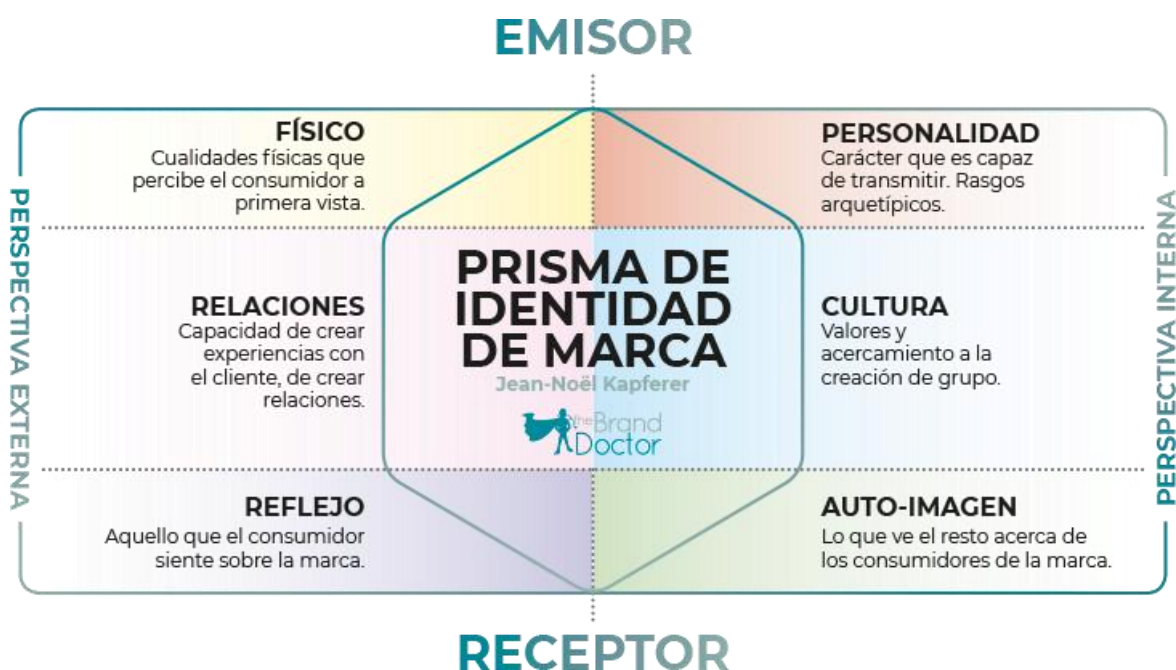 EMISOR
FÍSICO
Cualidades físicas que
percibe el consumidor a
primera vista.
PERSONALIDAD
Carácter que es capaz
de transmitir. Rasgos
arquetípicos.
PERSPECTIVA EXTERNA
PRISMA DE
IDENTIDAD
DE MARCA
Jean-Noël Kapferer
the Brand
Doctor
RELACIONES
Capacidad de crear
experiencias con
el cliente, de crear
relaciones.
CULTURA
Valores y
acercamiento a la
creación de grupo.
PERSPECTIVA INTERNA
REFLEJO
Aquello que el consumidor
siente sobre la marca.
AUTO-IMAGEN
Lo que ve el resto acerca de
los consumidores de la marca.
RECEPTOR